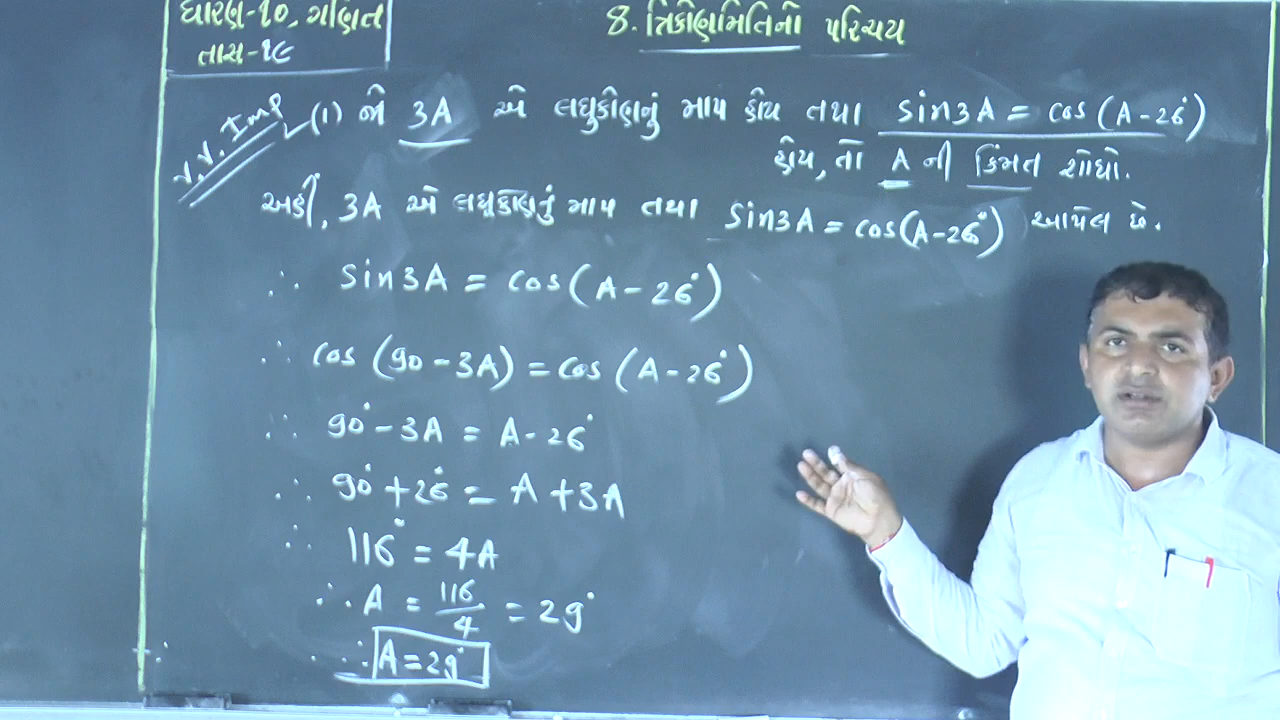 ધોરણ-૧૦, ગણિત
તાસ-૧૯
8. ત્રિકોણમિતિનો પરિચય
V.V. Imp
(1) જો 3A એ લઘુકોણનું માપ હોય તથા sin3A = cos (A-26°)
હોય, તો A ની કિંમત શોધો.
અહીં, 3A એ લઘુકોણનું માપ તથા sin3A = cos(A-26°) આપેલ છે.
∴ sin3A = cos(A-26°)
∴ cos (90-3A) = cos (A-26°)
∴ 90°-3A = A-26°
∴ 90°+26° = A+3A
∴ 116° = 4A
∴ A = 116/4 = 29°
∴ A = 29°